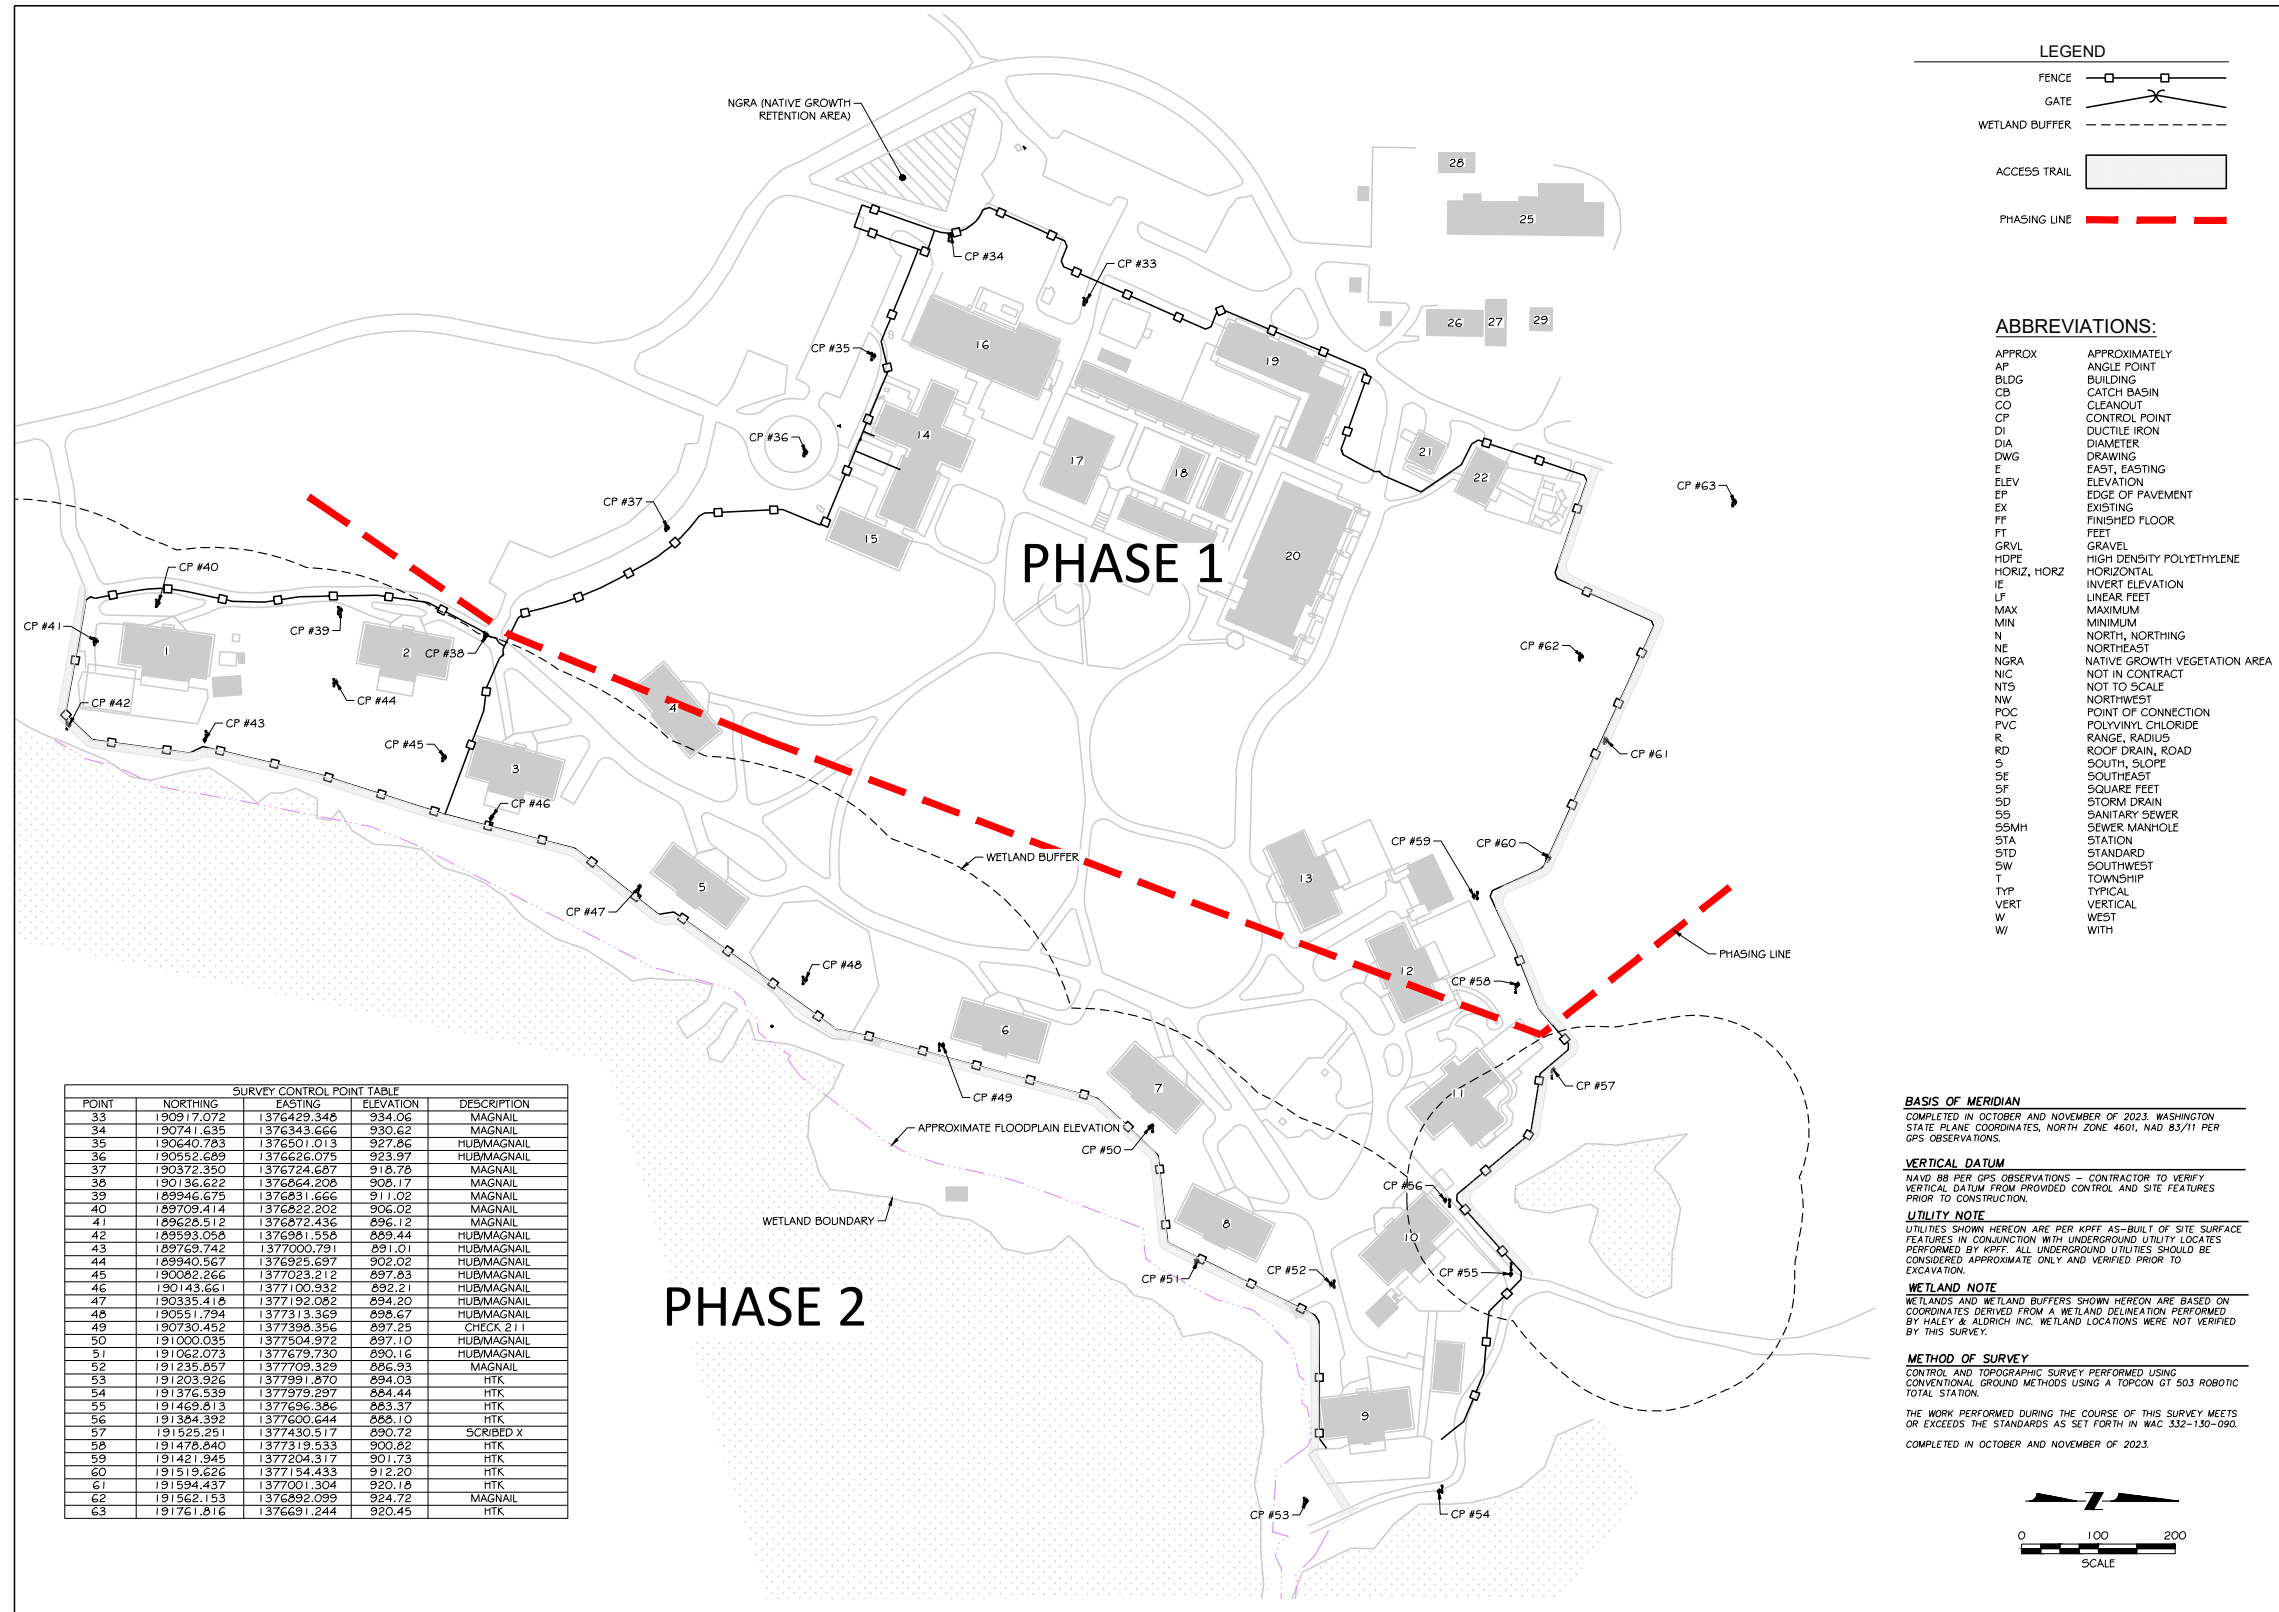 LEGEND
FENCE
GATE
WETLAND BUFFER
ACCESS TRAIL
PHASING LINE
ABBREVIATIONS:
APPROX APPROXIMATELY
AP ANGLE POINT
BLDG BUILDING
CB CATCH BASIN
CO CLEANOUT
CP CONTROL POINT
DI DUCTILE IRON
DIA DIAMETER
DWG DRAWING
E EAST, EASTING
ELEV ELEVATION
EP EDGE OF PAVEMENT
EX EXISTING
FF FINISHED FLOOR
FT FEET
GRVL GRAVEL
HDPE HIGH DENSITY POLYETHYLENE
HORIZ, HORZ HORIZONTAL
IE INVERT ELEVATION
LF LINEAR FEET
MAX MAXIMUM
MIN MINIMUM
N NORTH, NORTHING
NE NORTHEAST
NGRA NATIVE GROWTH VEGETATION AREA
NIC NOT IN CONTRACT
NTS NOT TO SCALE
NW NORTHWEST
POC POINT OF CONNECTION
PVC POLYVINYL CHLORIDE
R RANGE, RADIUS
RD ROOF DRAIN, ROAD
S SOUTH, SLOPE
SE SOUTHEAST
SF SQUARE FEET
SD STORM DRAIN
SS SANITARY SEWER
SSMH SEWER MANHOLE
STA STATION
STD STANDARD
SW SOUTHWEST
T TOWNSHIP
TYP TYPICAL
VERT VERTICAL
W WEST
W/ WITH
NGRA (NATIVE GROWTH
RETENTION AREA)
28
25
CP #34
CP #33
26
27
29
16
19
CP #35
14
CP #36
17
18
21
22
CP #63
CP #37
15
PHASE 1
20
CP #40
CP #41
CP #39
1
2
CP #38
CP #62
CP #44
CP #42
4
CP #43
CP #45
3
CP #61
CP #46
WETLAND BUFFER
CP #59
CP #60
13
5
CP #47
PHASING LINE
CP #48
12
CP #58
6
7
CP #57
CP #49
11
APPROXIMATE FLOODPLAIN ELEVATION
CP #50
CP #56
WETLAND BOUNDARY
8
10
CP #52
CP #51
CP #55
PHASE 2
9
CP #53
CP #54
SURVEY CONTROL POINT TABLE
POINT NORTHING EASTING ELEVATION DESCRIPTION
33 190917.072 1376429.348 934.06 MAGNAIL
34 190741.635 1376343.666 930.62 MAGNAIL
35 190640.783 1376501.013 927.86 HUB/MAGNAIL
36 190552.689 1376626.075 923.97 HUB/MAGNAIL
37 190372.350 1376724.687 918.78 MAGNAIL
38 190136.622 1376864.208 908.17 MAGNAIL
39 189946.675 1376831.666 911.02 MAGNAIL
40 189709.414 1376822.202 906.02 MAGNAIL
41 189628.512 1376872.436 896.12 MAGNAIL
42 189593.058 1376981.558 889.44 HUB/MAGNAIL
43 189769.742 1377000.791 891.01 HUB/MAGNAIL
44 189940.567 1376925.697 902.02 HUB/MAGNAIL
45 190082.266 1377023.212 897.83 HUB/MAGNAIL
46 190143.661 1377100.932 892.21 HUB/MAGNAIL
47 190335.418 1377192.082 894.20 HUB/MAGNAIL
48 190551.794 1377313.369 898.67 HUB/MAGNAIL
49 190730.452 1377398.356 897.25 CHECK 211
50 191000.035 1377504.972 897.10 HUB/MAGNAIL
51 191062.073 1377679.730 890.16 HUB/MAGNAIL
52 191235.857 1377709.329 886.93 MAGNAIL
53 191203.926 1377991.870 894.03 HTK
54 191376.539 1377979.297 884.44 HTK
55 191469.813 1377696.386 883.37 HTK
56 191384.392 1377600.644 888.10 HTK
57 191525.251 1377430.517 890.72 SCRIBED X
58 191478.840 1377319.533 900.82 HTK
59 191421.945 1377204.317 901.73 HTK
60 191519.626 1377154.433 912.20 HTK
61 191594.437 1377001.304 920.18 HTK
62 191562.153 1376892.099 924.72 MAGNAIL
63 191761.816 1376691.244 920.45 HTK
BASIS OF MERIDIAN
COMPLETED IN OCTOBER AND NOVEMBER OF 2023. WASHINGTON
STATE PLANE COORDINATES, NORTH ZONE 4601, NAD 83/11 PER
GPS OBSERVATIONS.
VERTICAL DATUM
NAVD 88 PER GPS OBSERVATIONS – CONTRACTOR TO VERIFY
VERTICAL DATUM FROM PROVIDED CONTROL AND SITE FEATURES
PRIOR TO CONSTRUCTION.
UTILITY NOTE
UTILITIES SHOWN HEREON ARE PER KPFF AS-BUILT OF SITE SURFACE
FEATURES IN CONJUNCTION WITH UNDERGROUND UTILITY LOCATES
PERFORMED BY KPFF. ALL UNDERGROUND UTILITIES SHOULD BE
CONSIDERED APPROXIMATE ONLY AND VERIFIED PRIOR TO
EXCAVATION.
WETLAND NOTE
WETLANDS AND WETLAND BUFFERS SHOWN HEREON ARE BASED ON
COORDINATES DERIVED FROM A WETLAND DELINEATION PERFORMED
BY HALEY & ALDRICH INC. WETLAND LOCATIONS WERE NOT VERIFIED
BY THIS SURVEY.
METHOD OF SURVEY
CONTROL AND TOPOGRAPHIC SURVEY PERFORMED USING
CONVENTIONAL GROUND METHODS USING A TOPCON GT 503 ROBOTIC
TOTAL STATION.
THE WORK PERFORMED DURING THE COURSE OF THIS SURVEY MEETS
OR EXCEEDS THE STANDARDS AS SET FORTH IN WAC 332-130-090.
COMPLETED IN OCTOBER AND NOVEMBER OF 2023.
Z
0 100 200
SCALE